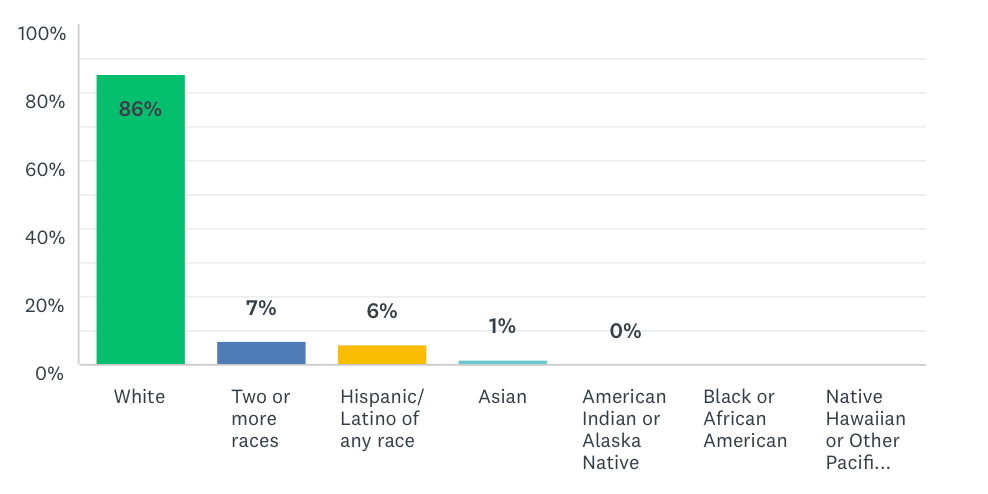 100%
80%
60%
40%
20%
0%
86%
7%
6%
1%
0%
White
Two or
more
races
Hispanic/
Latino of
any race
Asian
American
Indian or
Alaska
Native
Black or
African
American
Native
Hawaiian
or Other
Pacifi...